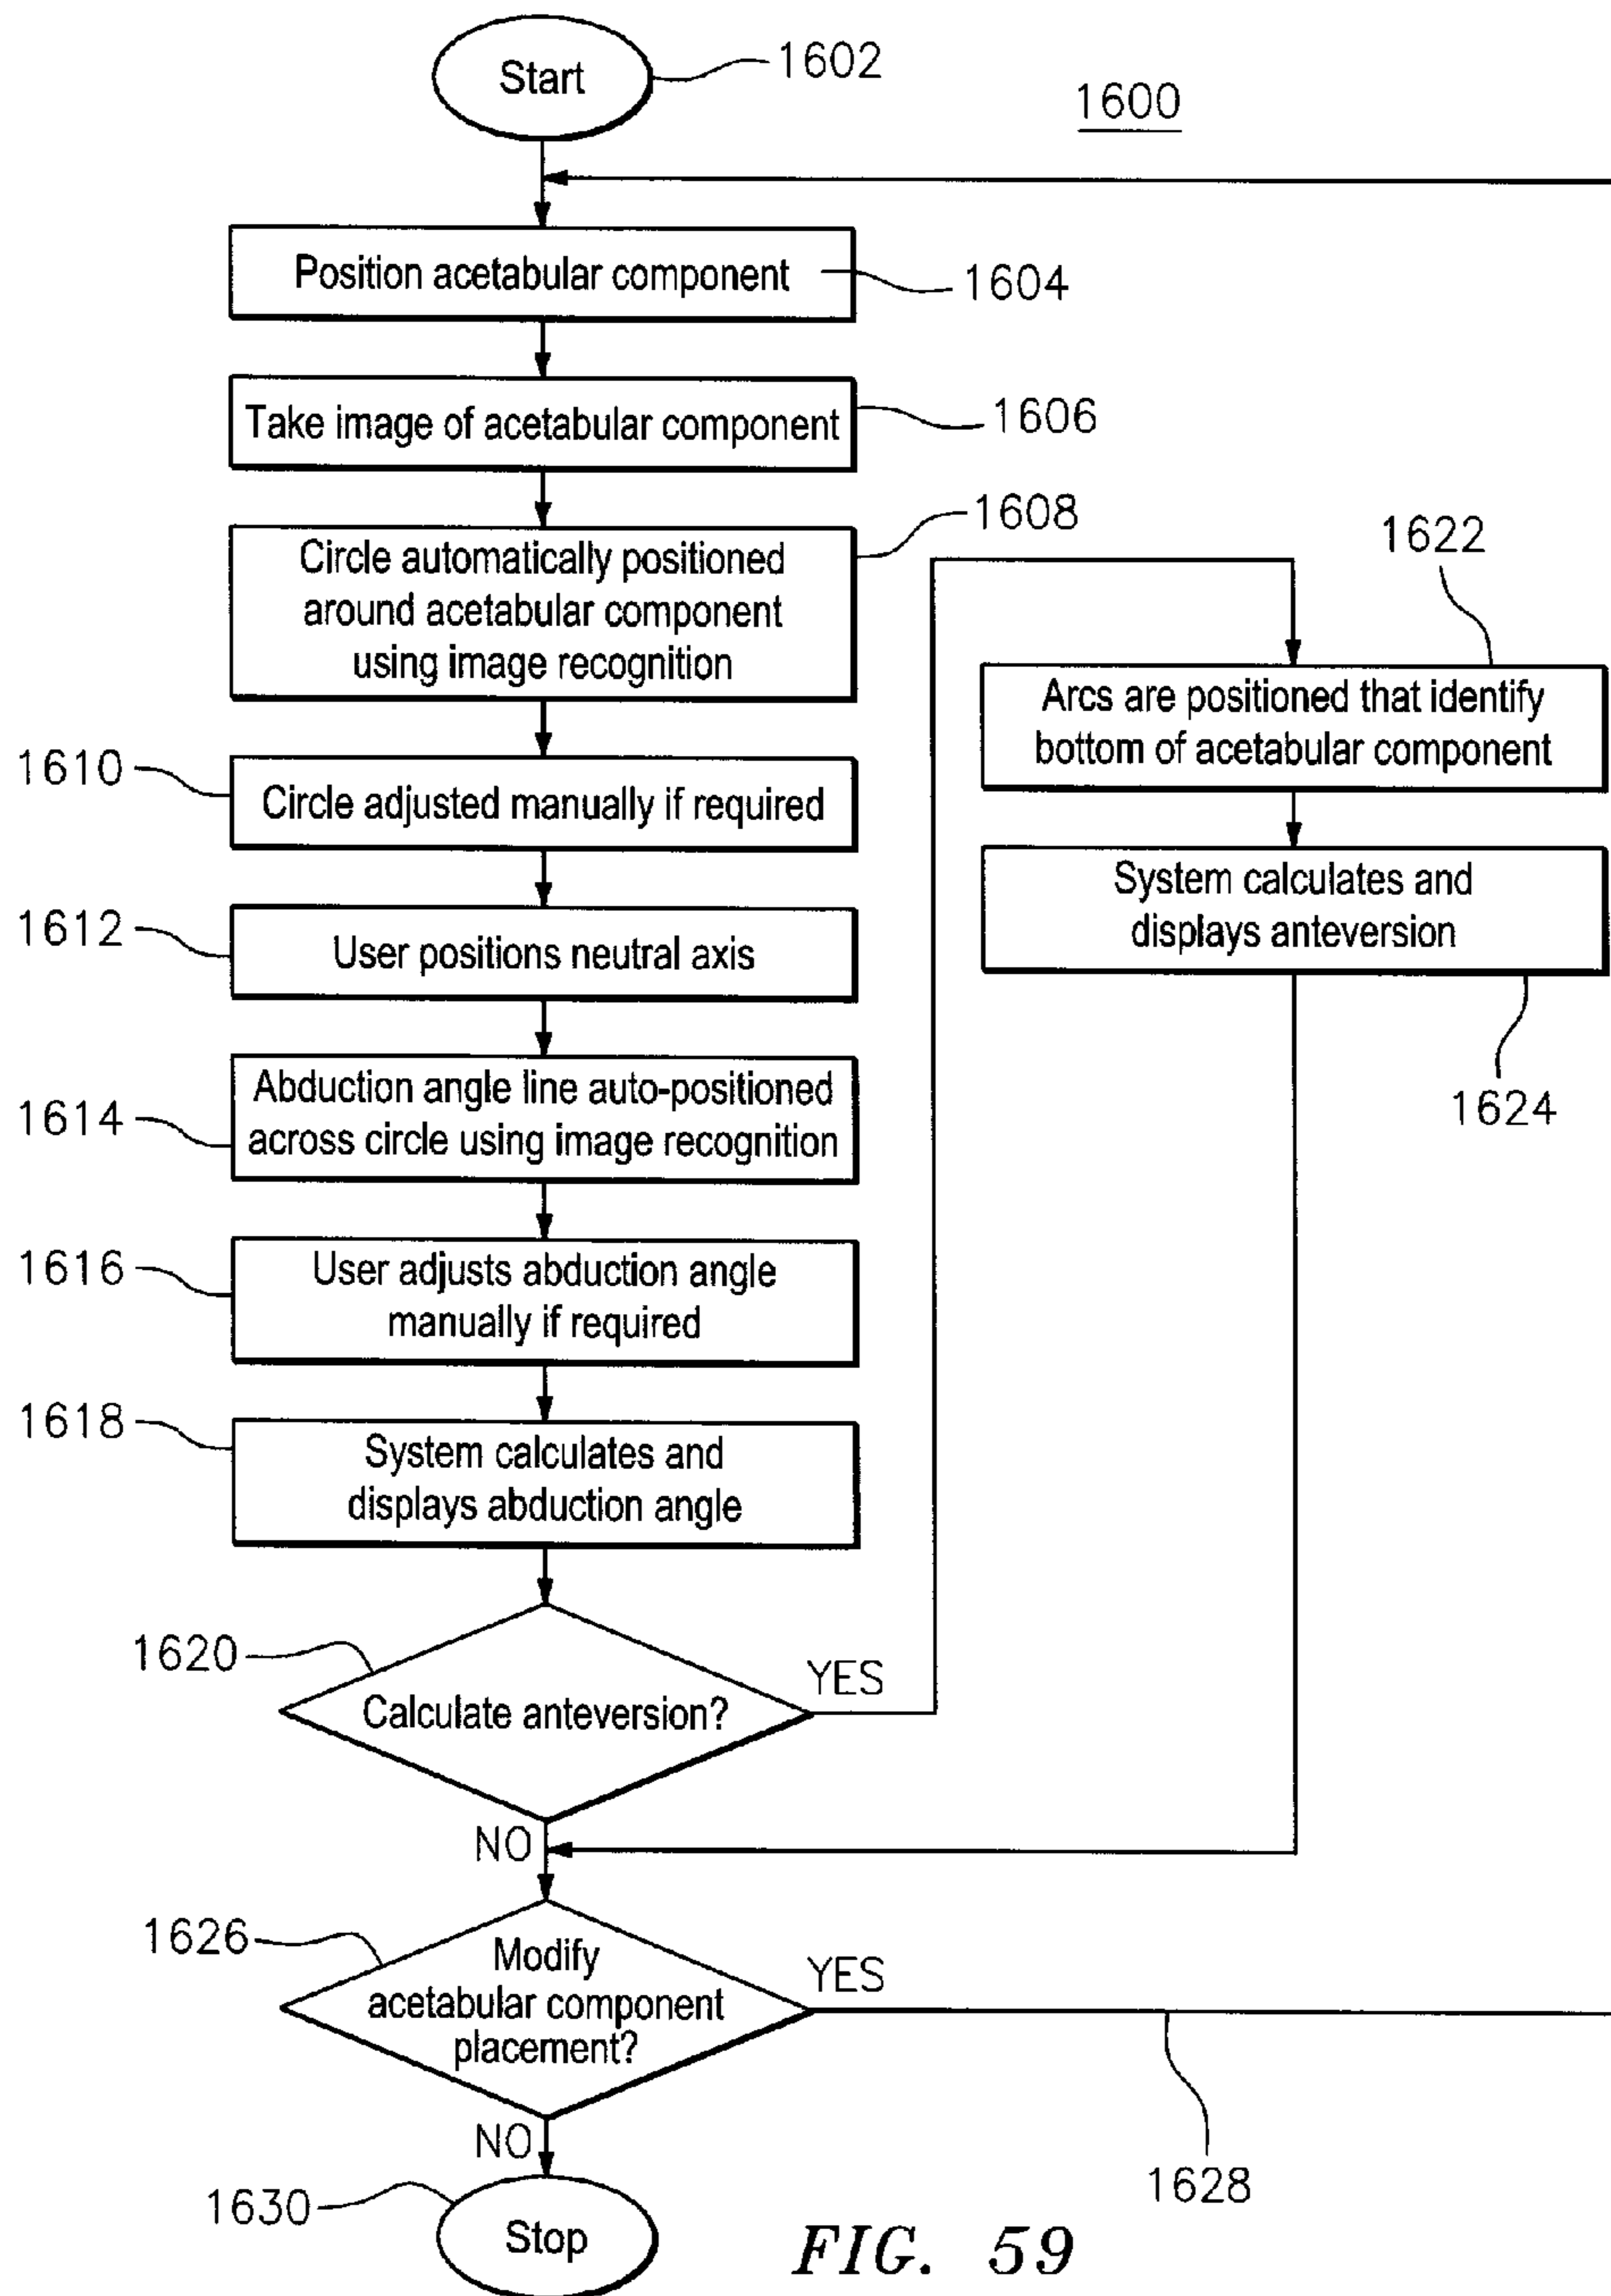 Start
1602
1600
Position acetabular component
1604
Take image of acetabular component
1606
Circle automatically positioned
around acetabular component
using image recognition
1608
1610
Circle adjusted manually if required
1612
User positions neutral axis
1614
Abduction angle line auto-positioned
across circle using image recognition
1616
User adjusts abduction angle
manually if required
1618
System calculates and
displays abduction angle
1620
Calculate anteversion?
YES
NO
1622
Arcs are positioned that identify
bottom of acetabular component
System calculates and
displays anteversion
1624
1626
Modify
acetabular component
placement?
YES
1628
NO
1630
Stop
FIG. 59